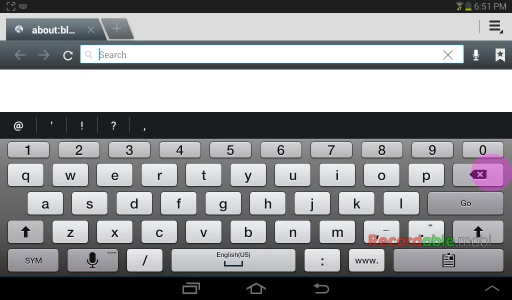 6:51 PM
about:bl...
Search
@ ' ! ? ,
1 2 3 4 5 6 7 8 9 0
q w e r t y u i o p
a s d f g h j k l Go
z x c v b n m
Recordable.mobi
SYM / English(US) : www.